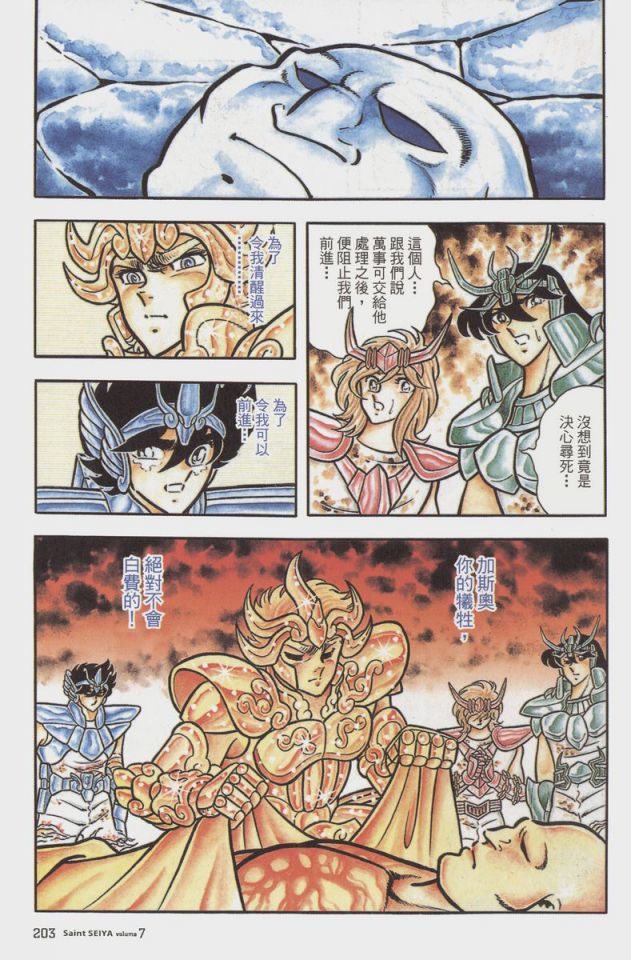 這個人…
跟我們說
萬事可交給他
處理之後，
便阻止我們
前進…
沒想到竟是
決心尋死…
為了
令我清醒過來
…………
為了
令我可以
前進…
加斯奧
你的犧牲，
絕對不會
白費的！
203 Saint SEIYA volume 7